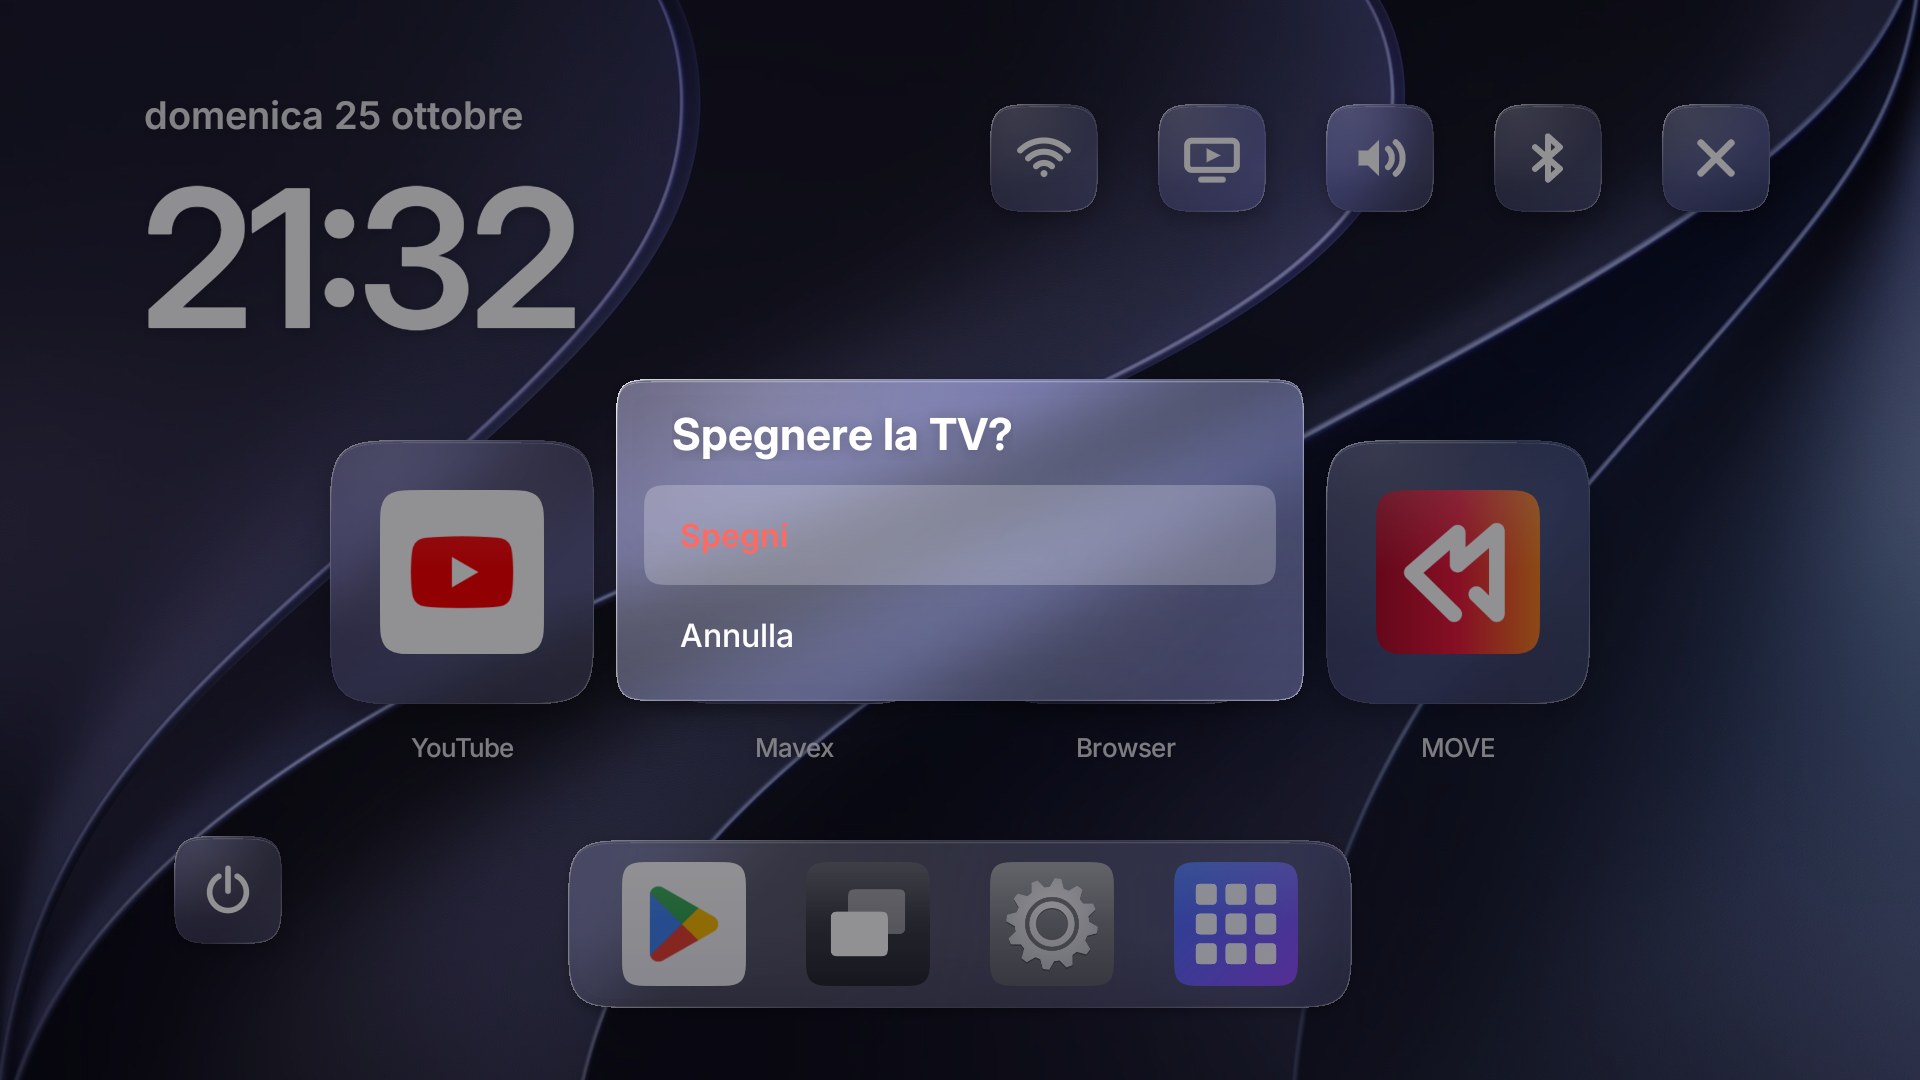 domenica 25 ottobre
21:32
Spegnere la TV?
Spegni
Annulla
YouTube
Mavex
Browser
MOVE